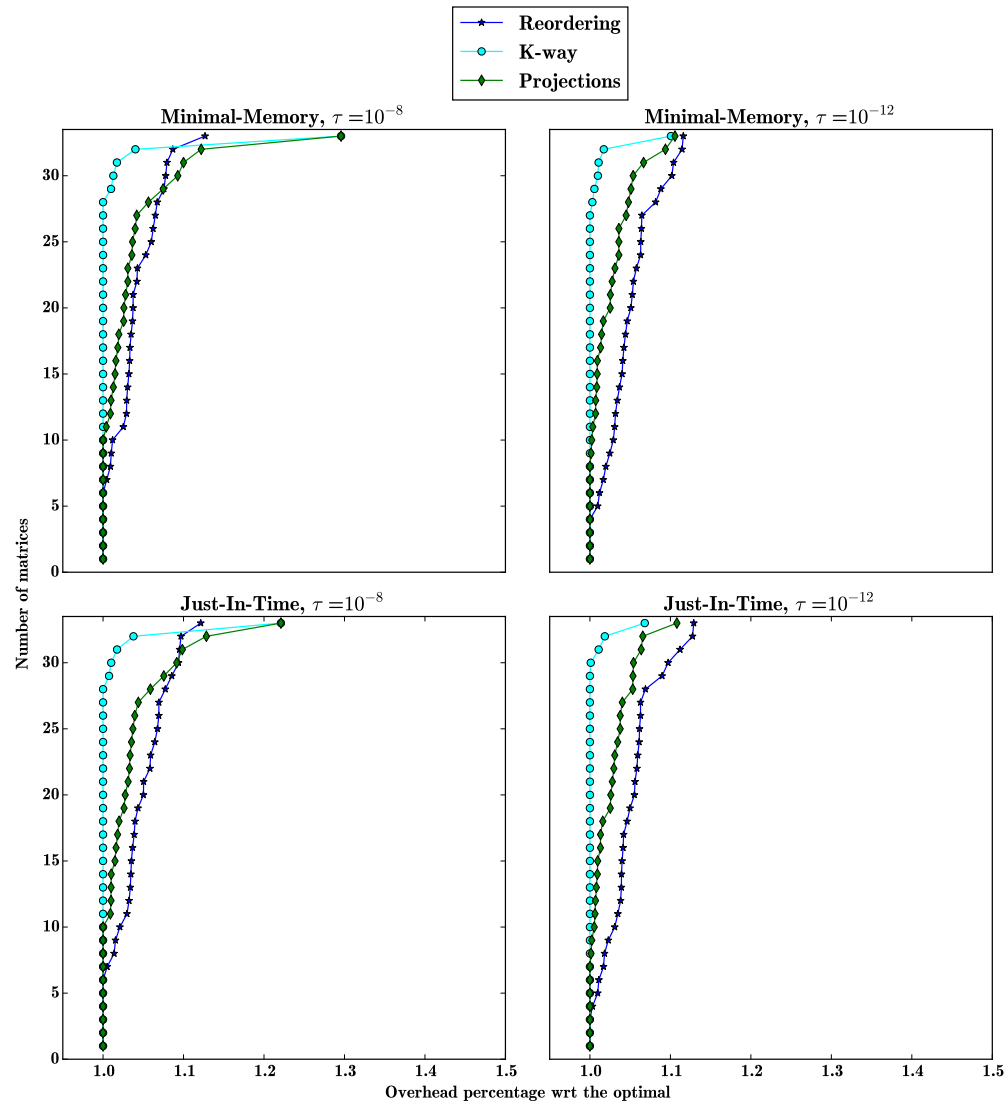 Reordering
K-way
Projections
Minimal-Memory, τ = 10⁻⁸
Minimal-Memory, τ = 10⁻¹²
30
25
20
15
10
5
0
Just-In-Time, τ = 10⁻⁸
Just-In-Time, τ = 10⁻¹²
Number of matrices
30
25
20
15
10
5
0
1.0 1.1 1.2 1.3 1.4 1.5
1.0 1.1 1.2 1.3 1.4 1.5
Overhead percentage wrt the optimal